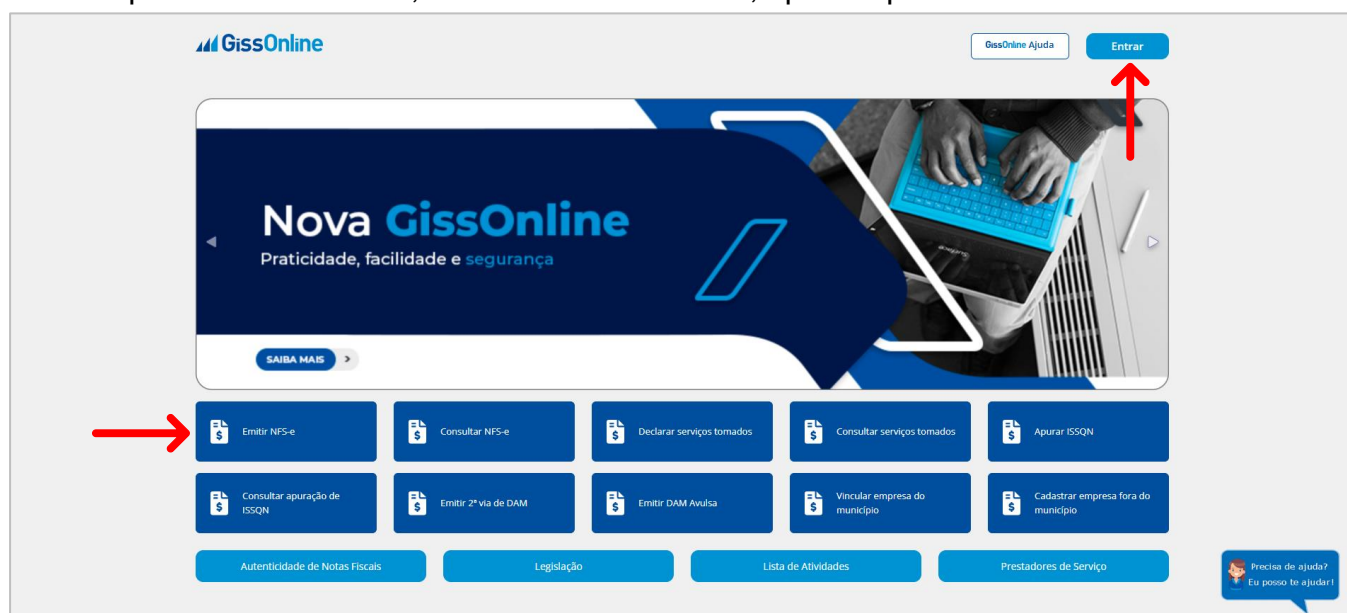 GissOnline
GissOnline Ajuda
Entrar
Nova GissOnline
Praticidade, facilidade e segurança
SAIBA MAIS >
Emitir NFS-e
Consultar NFS-e
Declarar serviços tomados
Consultar serviços tomados
Apurar ISSQN
Consultar apuração de
ISSQN
Emitir 2ª via de DAM
Emitir DAM Avulsa
Vincular empresa do
município
Cadastrar empresa fora do
município
Autenticidade de Notas Fiscais
Legislação
Lista de Atividades
Prestadores de Serviço
Precisa de ajuda?
Eu posso te ajudar!